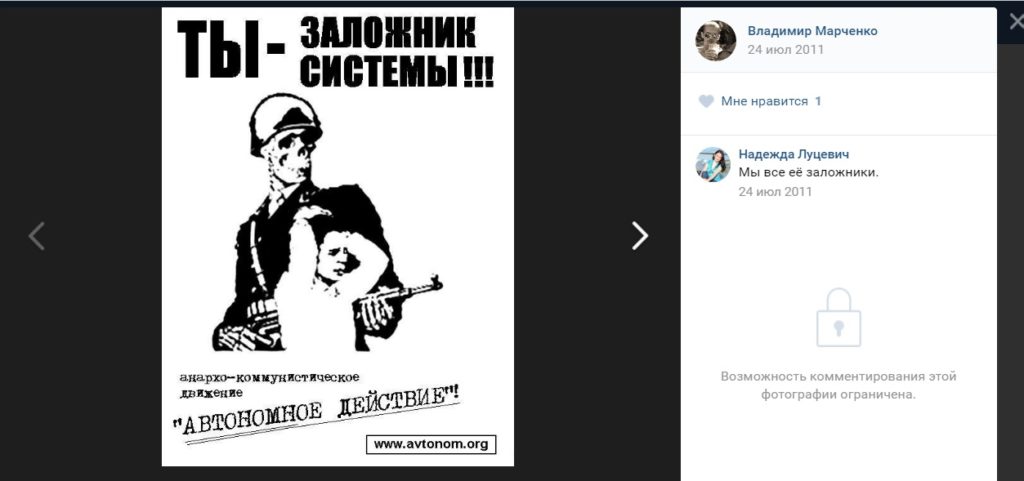 ТЫ - ЗАЛОЖНИК
СИСТЕМЫ!!!
анархо-коммунистическое
движение
"АВТОНОМНОЕ ДЕЙСТВИЕ"!
www.avtonom.org
Владимир Марченко
24 июл 2011
Мне нравится 1
Надежда Луцевич
Мы все её заложники.
24 июл 2011
Возможность комментирования этой
фотографии ограничена.